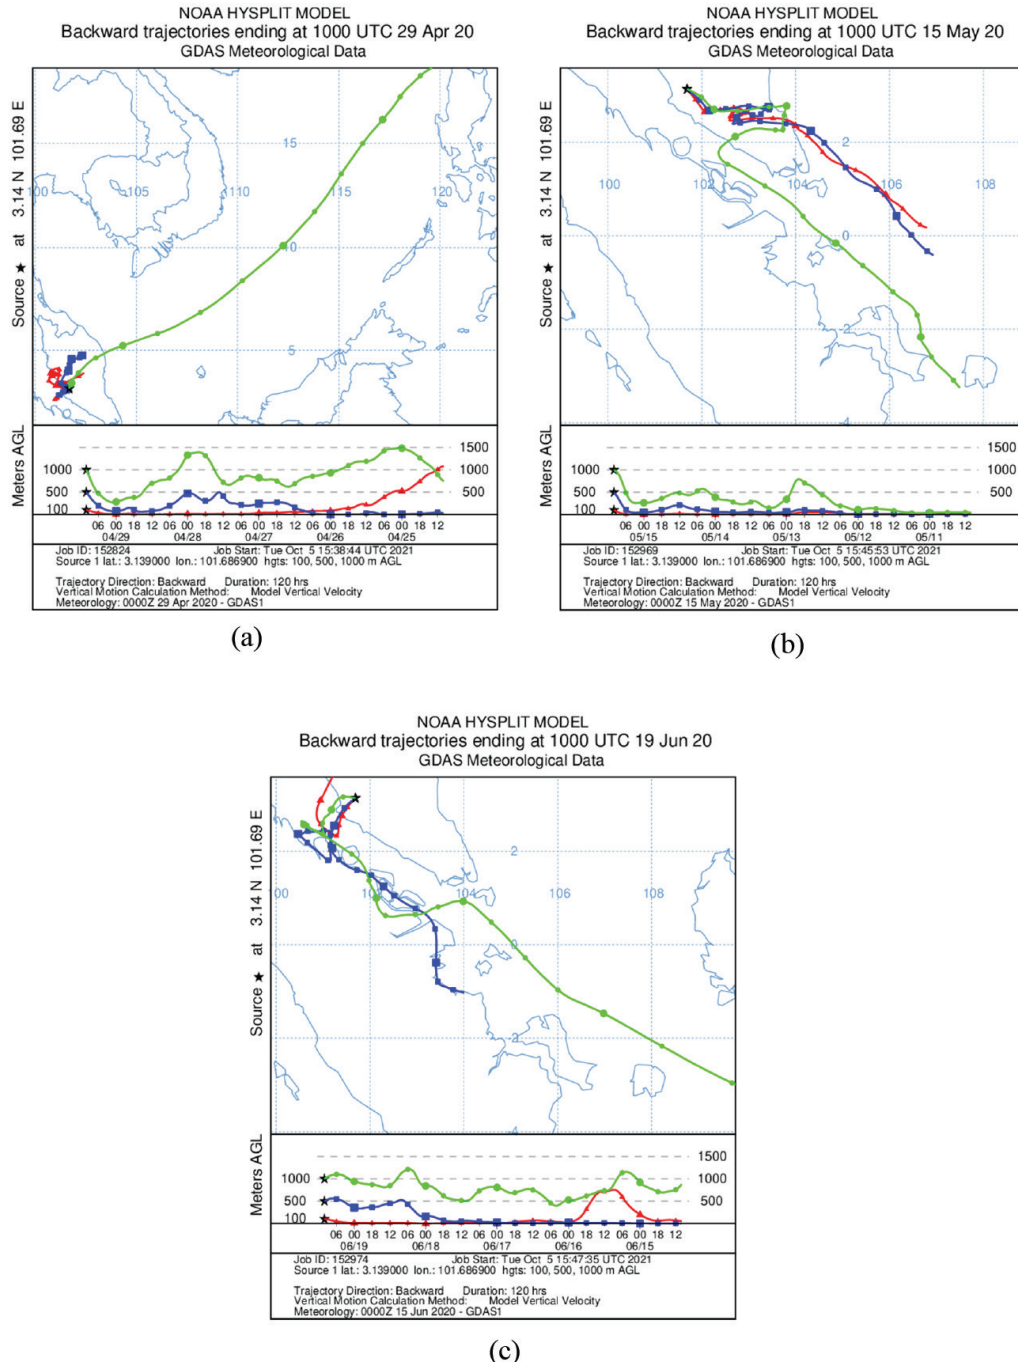 NOAA HYSPLIT MODEL
Backward trajectories ending at 1000 UTC 29 Apr 20
GDAS Meteorological Data
Source ★ at 3.14 N 101.69 E
15
100 105 110 115 120
10
5
Meters AGL
1500
1000 1000
500 500
100
06 00 18 12 06 00 18 12 06 00 18 12 06 00 18 12 06 00 18 12
04/29 04/28 04/27 04/26 04/25
Job ID: 152824 Job Start: Tue Oct 5 15:38:44 UTC 2021
Source 1 lat.: 3.139000 lon.: 101.686900 hgts: 100, 500, 1000 m AGL
Trajectory Direction: Backward Duration: 120 hrs
Vertical Motion Calculation Method: Model Vertical Velocity
Meteorology: 0000Z 29 Apr 2020 - GDAS1
(a)
NOAA HYSPLIT MODEL
Backward trajectories ending at 1000 UTC 15 May 20
GDAS Meteorological Data
Source ★ at 3.14 N 101.69 E
2
100 102 104 106 108
0
-2
-4
Meters AGL
1500
1000 1000
500 500
100
06 00 18 12 06 00 18 12 06 00 18 12 06 00 18 12 06 00 18 12
05/15 05/14 05/13 05/12 05/11
Job ID: 152969 Job Start: Tue Oct 5 15:45:53 UTC 2021
Source 1 lat.: 3.139000 lon.: 101.686900 hgts: 100, 500, 1000 m AGL
Trajectory Direction: Backward Duration: 120 hrs
Vertical Motion Calculation Method: Model Vertical Velocity
Meteorology: 0000Z 15 May 2020 - GDAS1
(b)
NOAA HYSPLIT MODEL
Backward trajectories ending at 1000 UTC 19 Jun 20
GDAS Meteorological Data
Source ★ at 3.14 N 101.69 E
2
100 102 104 106 108
0
-2
-4
Meters AGL
1500
1000 1000
500 500
100
06 00 18 12 06 00 18 12 06 00 18 12 06 00 18 12 06 00 18 12
06/19 06/18 06/17 06/16 06/15
Job ID: 152974 Job Start: Tue Oct 5 15:47:35 UTC 2021
Source 1 lat.: 3.139000 lon.: 101.686900 hgts: 100, 500, 1000 m AGL
Trajectory Direction: Backward Duration: 120 hrs
Vertical Motion Calculation Method: Model Vertical Velocity
Meteorology: 0000Z 15 Jun 2020 - GDAS1
(c)